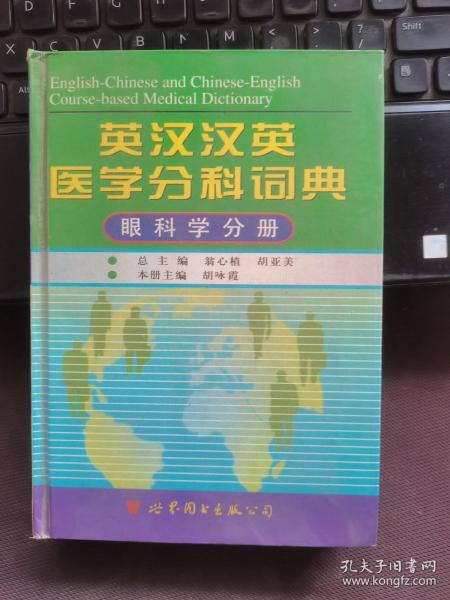 Shift
Alt
English-Chinese and Chinese-English
Course-based Medical Dictionary
英汉汉英
医学分科词典
眼科学分册
总主编 翁心植 胡亚美
本册主编 胡咏霞
世界图书出版公司
孔夫子旧书网
www.kongfz.com